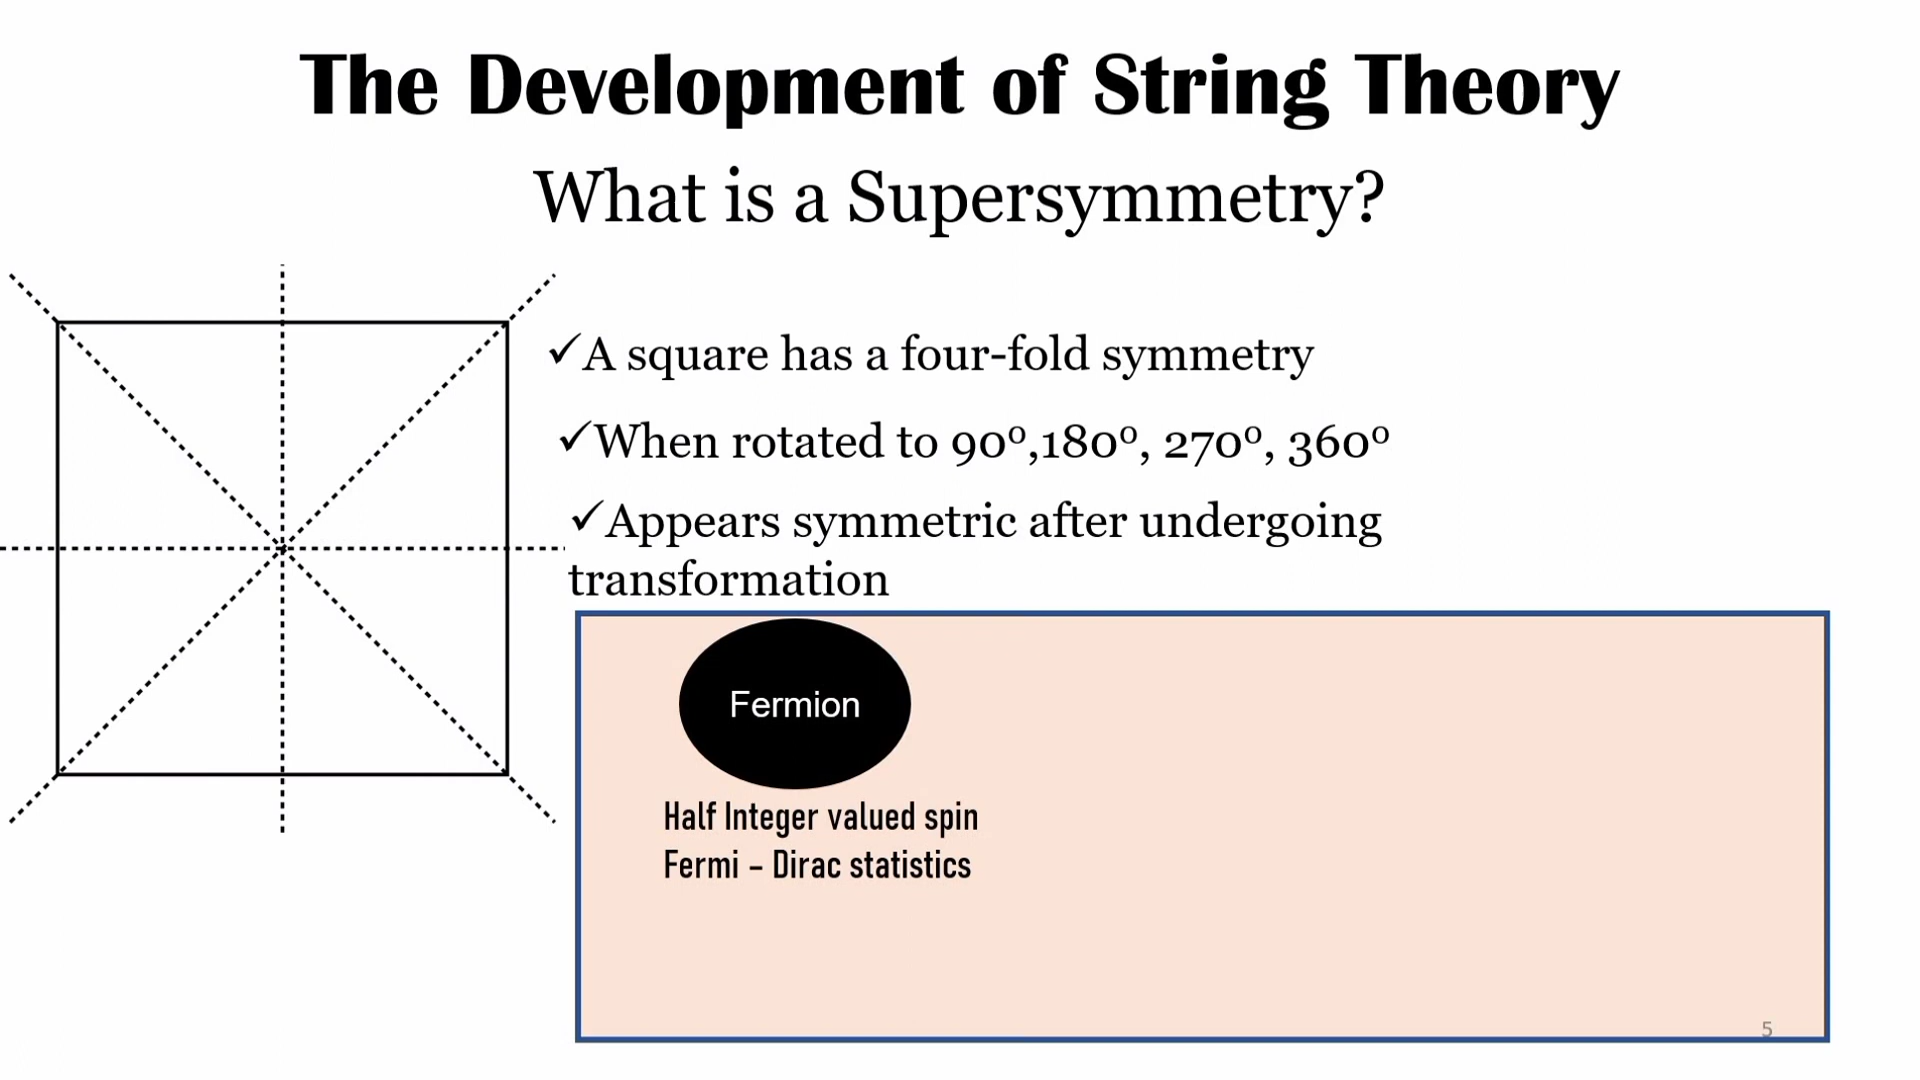 The Development of String Theory
What is a Supersymmetry?
✓A square has a four-fold symmetry
✓When rotated to 90⁰,180⁰, 270⁰, 360⁰
✓Appears symmetric after undergoing
transformation
Fermion
Half Integer valued spin
Fermi – Dirac statistics
5